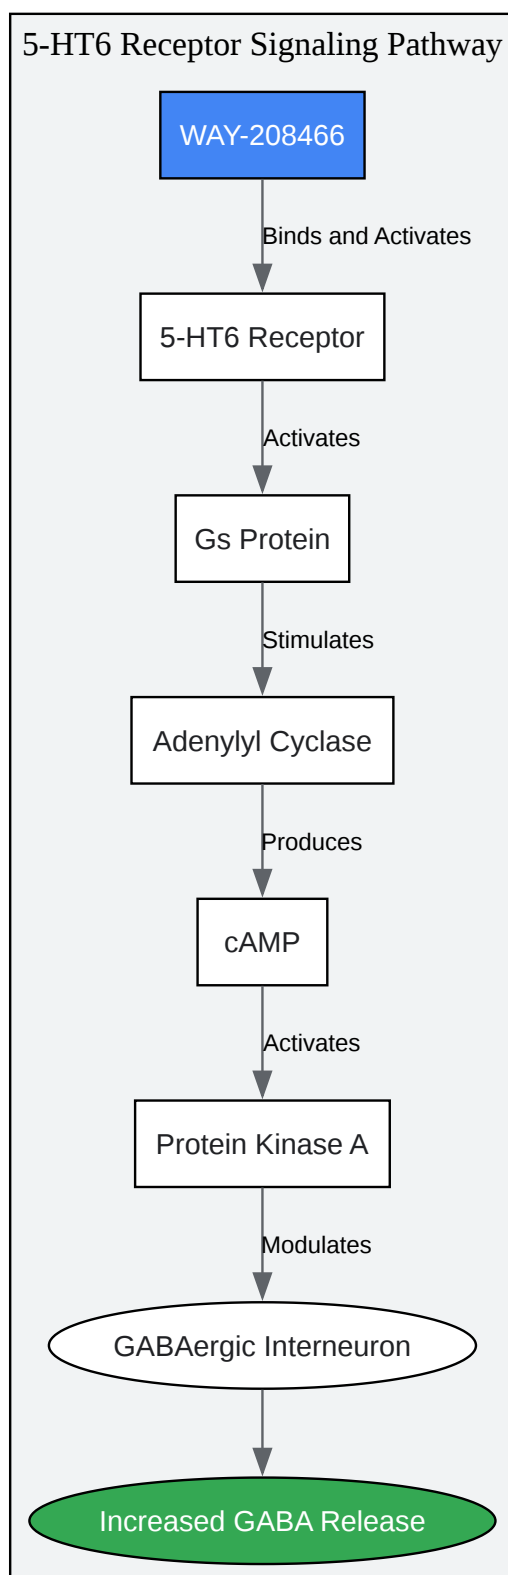 5-HT6 Receptor Signaling Pathway
WAY-208466
Binds and Activates
5-HT6 Receptor
Activates
Gs Protein
Stimulates
Adenylyl Cyclase
Produces
cAMP
Activates
Protein Kinase A
Modulates
GABAergic Interneuron
Increased GABA Release